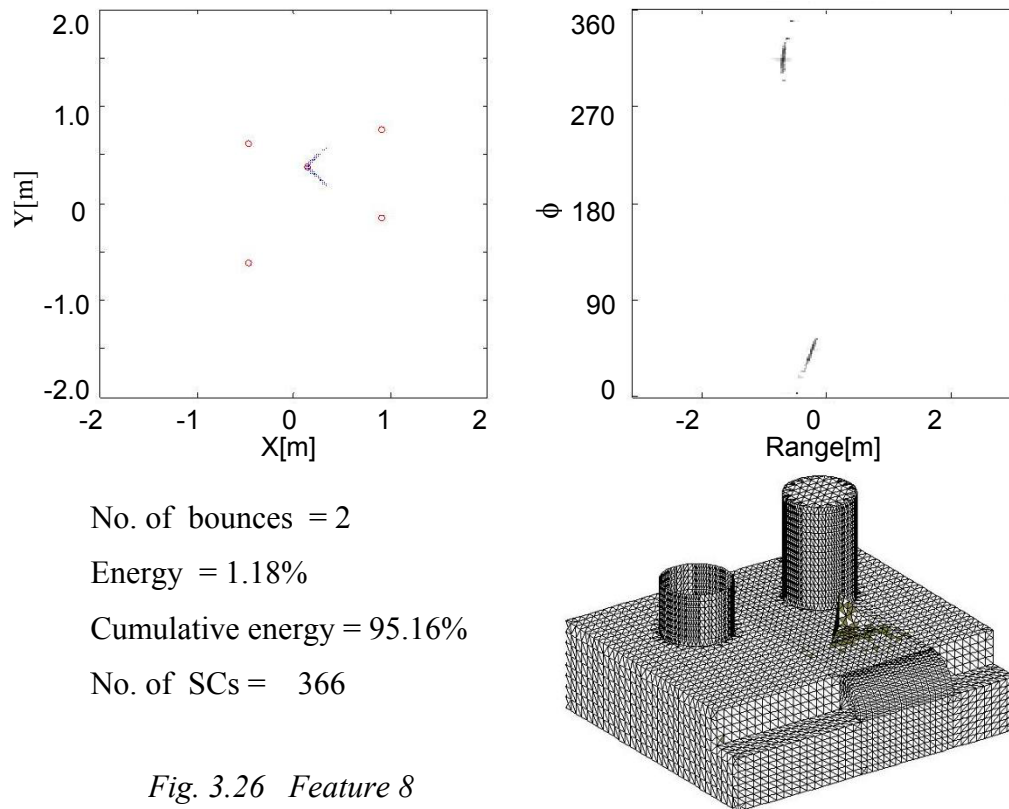 2.0
1.0
0
-1.0
-2.0
Y[m]
-2 -1 0 1 2
X[m]
360
270
180
90
0
ϕ
-2 0 2
Range[m]
No. of bounces = 2
Energy = 1.18%
Cumulative energy = 95.16%
No. of SCs = 366
Fig. 3.26 Feature 8